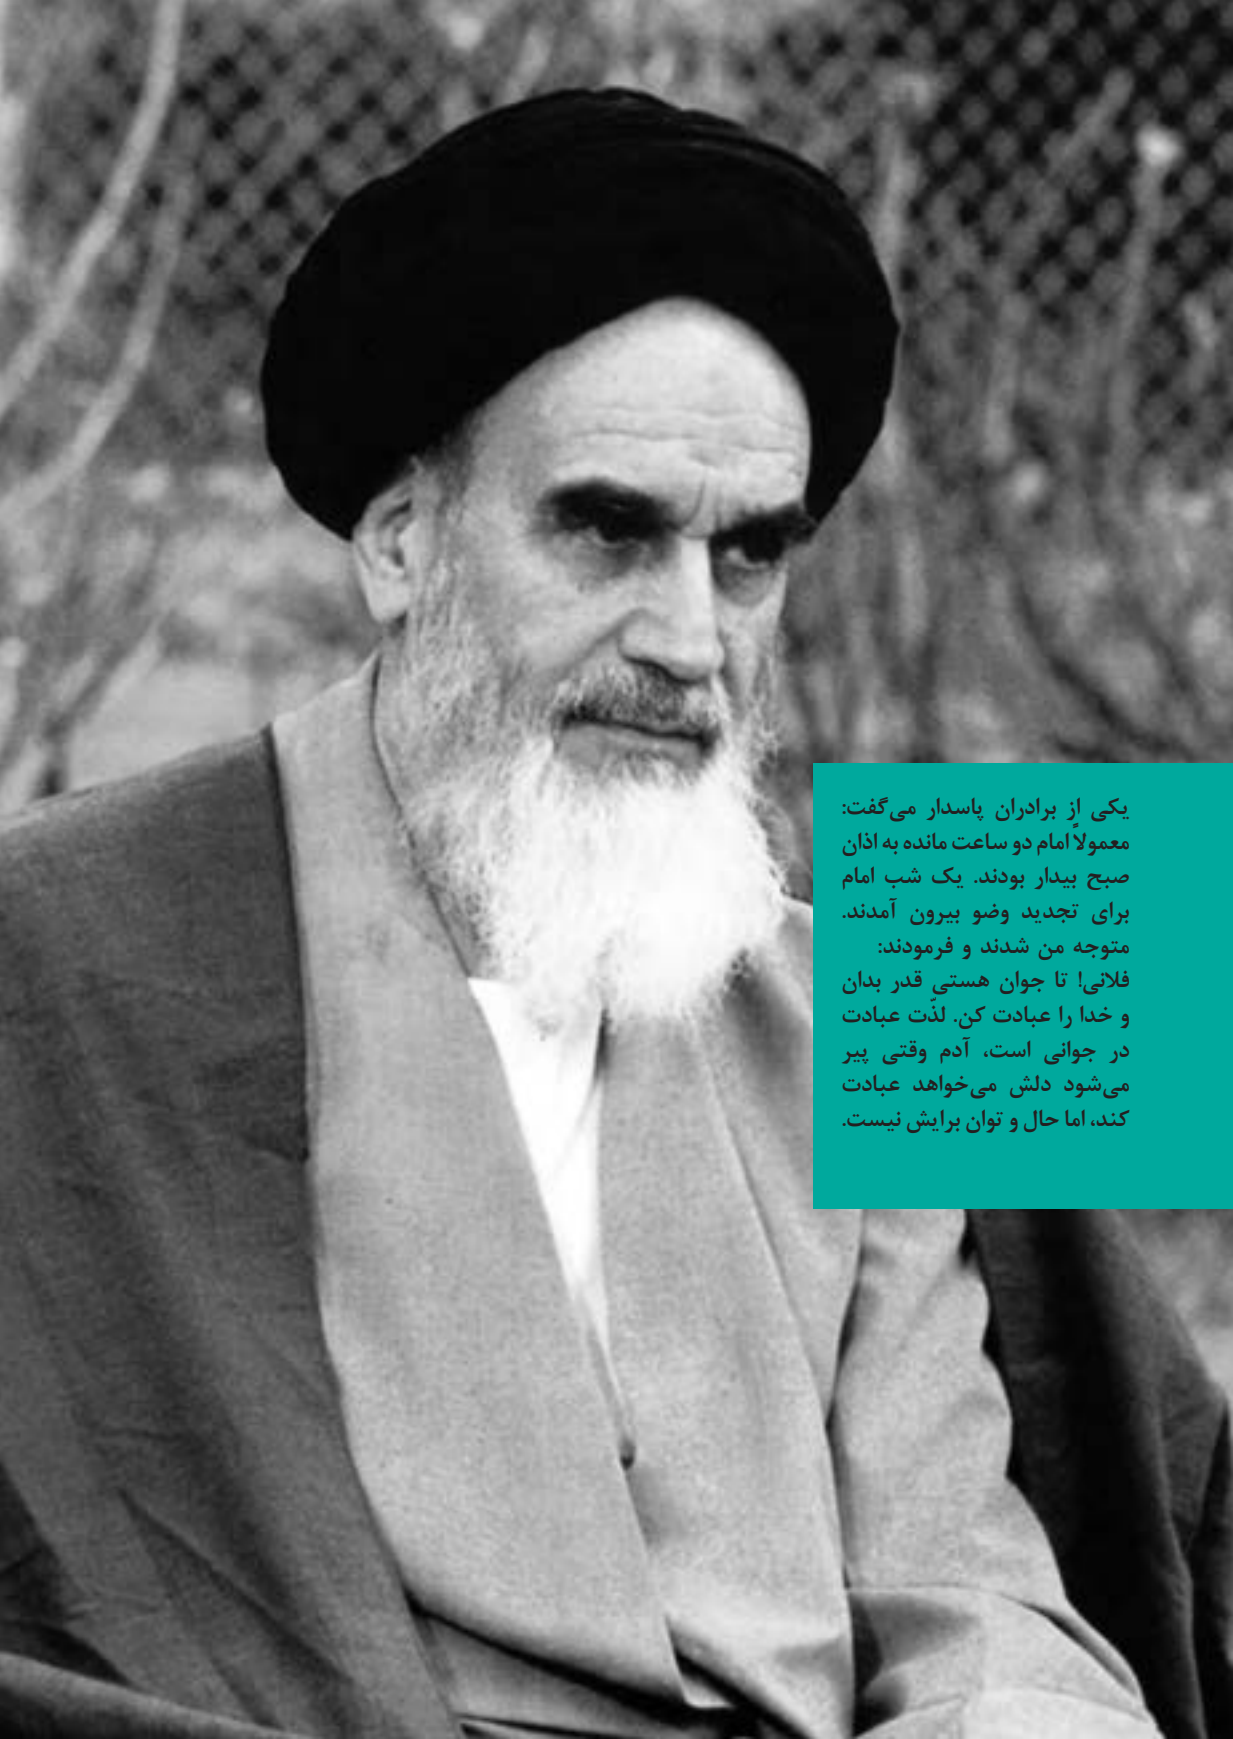 یکی از برادران پاسدار می‌گفت:
معمولاً امام دو ساعت مانده به اذان
صبح بیدار بودند. یک شب امام
برای تجدید وضو بیرون آمدند.
متوجه من شدند و فرمودند:
فلانی! تا جوان هستی قدر بدان
و خدا را عبادت کن. لذّت عبادت
در جوانی است، آدم وقتی پیر
می‌شود دلش می‌خواهد عبادت
کند، اما حال و توان برایش نیست.